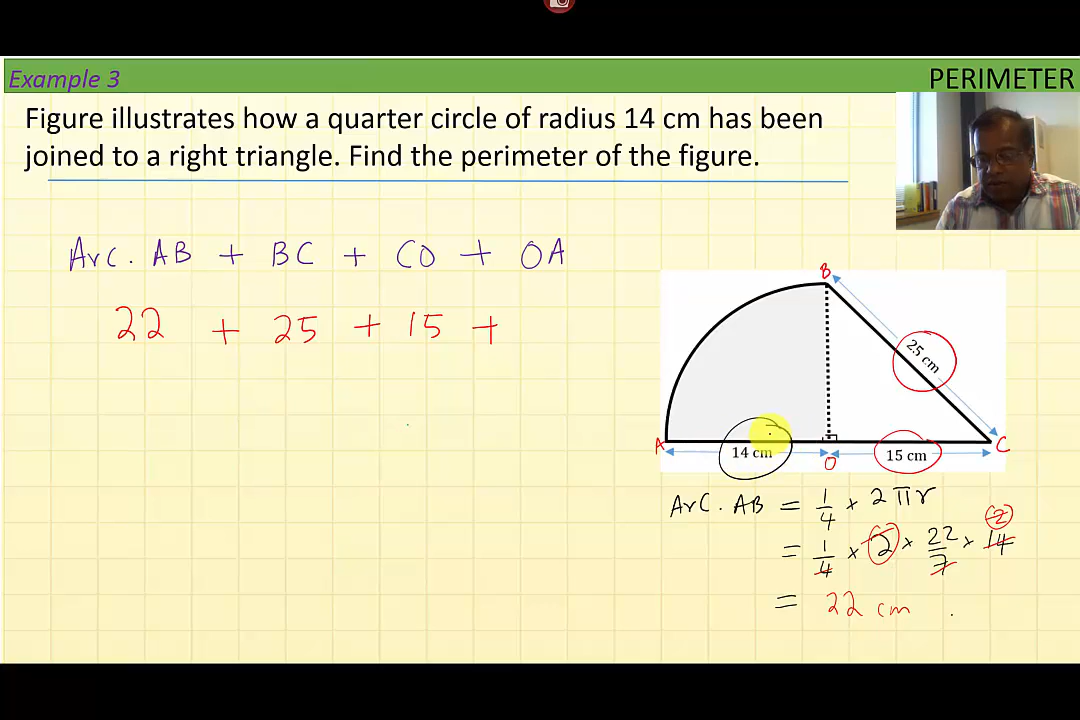 Example 3
PERIMETER
Figure illustrates how a quarter circle of radius 14 cm has been
joined to a right triangle. Find the perimeter of the figure.
Arc. AB + BC + CO + OA
22 + 25 + 15 +
B
25 cm
A
14 cm
O
15 cm
C
Arc. AB = 1/4 × 2πr
= 1/4 × 2 × 22/7 × 14 (2)
= 22 cm